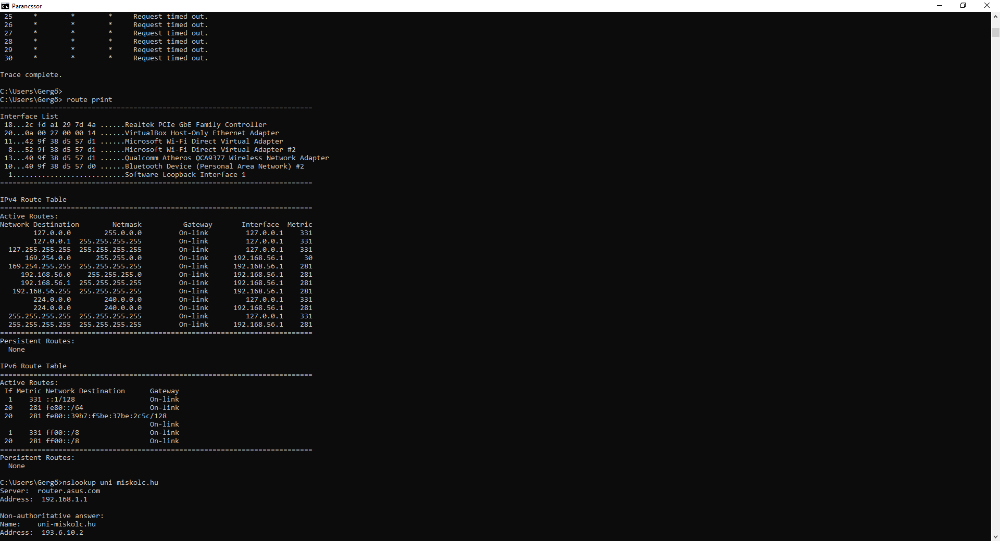 Parancssor
25 * * * Request timed out.
26 * * * Request timed out.
27 * * * Request timed out.
28 * * * Request timed out.
29 * * * Request timed out.
30 * * * Request timed out.
Trace complete.
C:\Users\Gergő>
C:\Users\Gergő> route print
===========================================================================
Interface List
18...2c fd a1 29 7d 4a ......Realtek PCIe GbE Family Controller
20...0a 00 27 00 00 14 ......VirtualBox Host-Only Ethernet Adapter
11...42 9f 38 d5 57 d1 ......Microsoft Wi-Fi Direct Virtual Adapter
8...52 9f 38 d5 57 d1 ......Microsoft Wi-Fi Direct Virtual Adapter #2
13...40 9f 38 d5 57 d1 ......Qualcomm Atheros QCA9377 Wireless Network Adapter
10...40 9f 38 d5 57 d0 ......Bluetooth Device (Personal Area Network) #2
1...........................Software Loopback Interface 1
===========================================================================
IPv4 Route Table
===========================================================================
Active Routes:
Network Destination Netmask Gateway Interface Metric
127.0.0.0 255.0.0.0 On-link 127.0.0.1 331
127.0.0.1 255.255.255.255 On-link 127.0.0.1 331
127.255.255.255 255.255.255.255 On-link 127.0.0.1 331
169.254.0.0 255.255.0.0 On-link 192.168.56.1 30
169.254.255.255 255.255.255.255 On-link 192.168.56.1 281
192.168.56.0 255.255.255.0 On-link 192.168.56.1 281
192.168.56.1 255.255.255.255 On-link 192.168.56.1 281
192.168.56.255 255.255.255.255 On-link 192.168.56.1 281
224.0.0.0 240.0.0.0 On-link 127.0.0.1 331
224.0.0.0 240.0.0.0 On-link 192.168.56.1 281
255.255.255.255 255.255.255.255 On-link 127.0.0.1 331
255.255.255.255 255.255.255.255 On-link 192.168.56.1 281
===========================================================================
Persistent Routes:
None
IPv6 Route Table
===========================================================================
Active Routes:
If Metric Network Destination Gateway
1 331 ::1/128 On-link
20 281 fe80::/64 On-link
20 281 fe80::39b7:f5be:37be:2c5c/128
On-link
1 331 ff00::/8 On-link
20 281 ff00::/8 On-link
===========================================================================
Persistent Routes:
None
C:\Users\Gergő>nslookup uni-miskolc.hu
Server: router.asus.com
Address: 192.168.1.1
Non-authoritative answer:
Name: uni-miskolc.hu
Address: 193.6.10.2